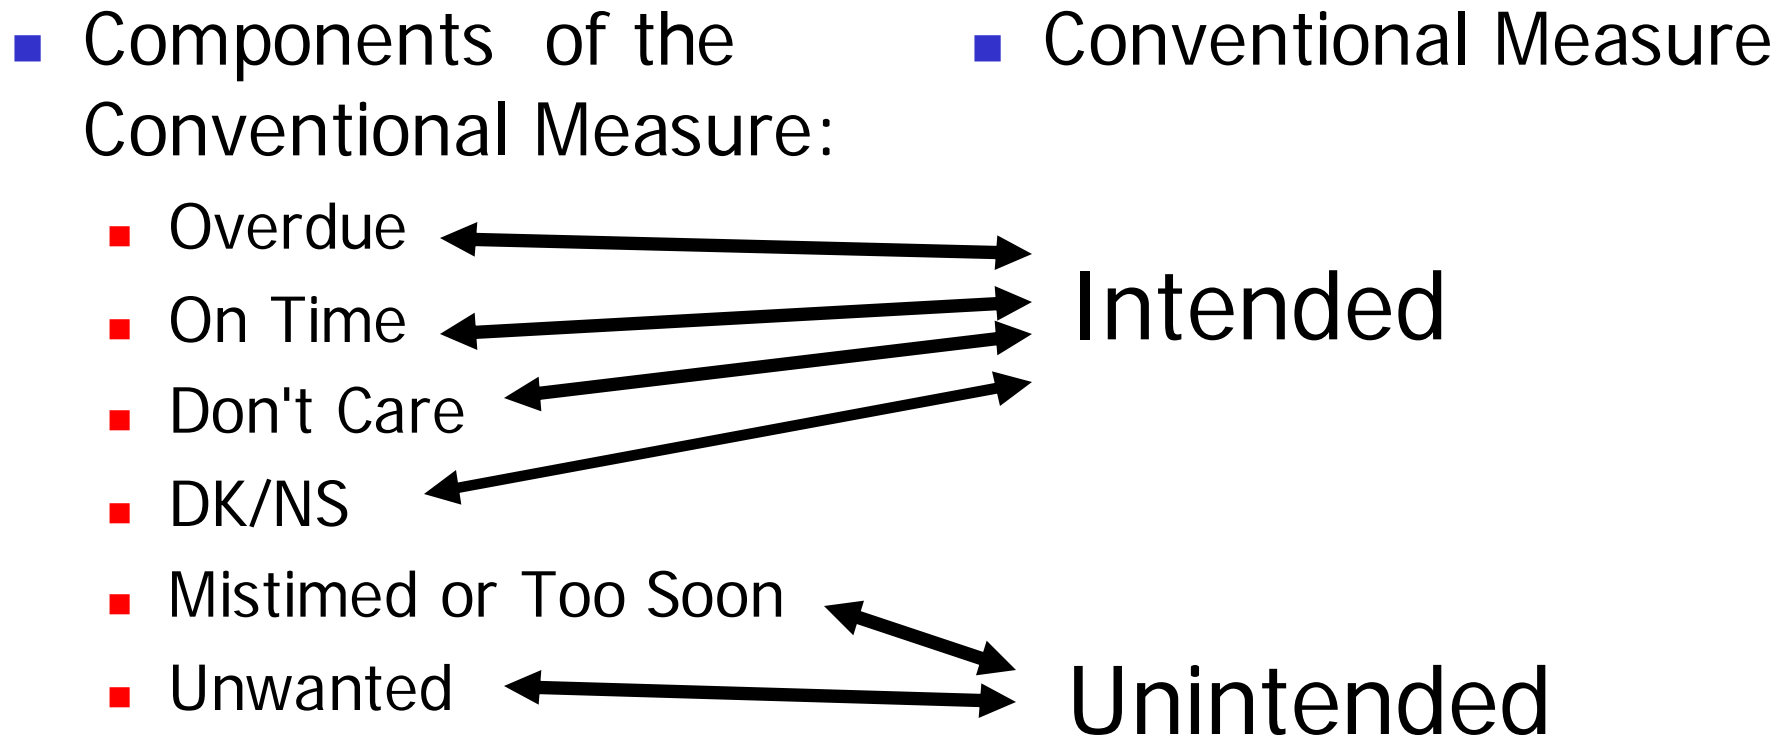 Components of the
Conventional Measure:
Overdue
On Time
Don't Care
DK/NS
Mistimed or Too Soon
Unwanted
Conventional Measure
Intended
Unintended